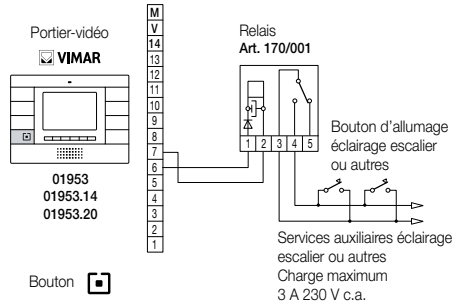 Portier-vidéo
VIMAR
01953
01953.14
01953.20
Bouton
M
V
14
13
12
11
10
9
8
7
6
5
4
3
2
1
Relais
Art. 170/001
1 2 3 4 5
Bouton d'allumage
éclairage escalier
ou autres
Services auxiliaires éclairage
escalier ou autres
Charge maximum
3 A 230 V c.a.